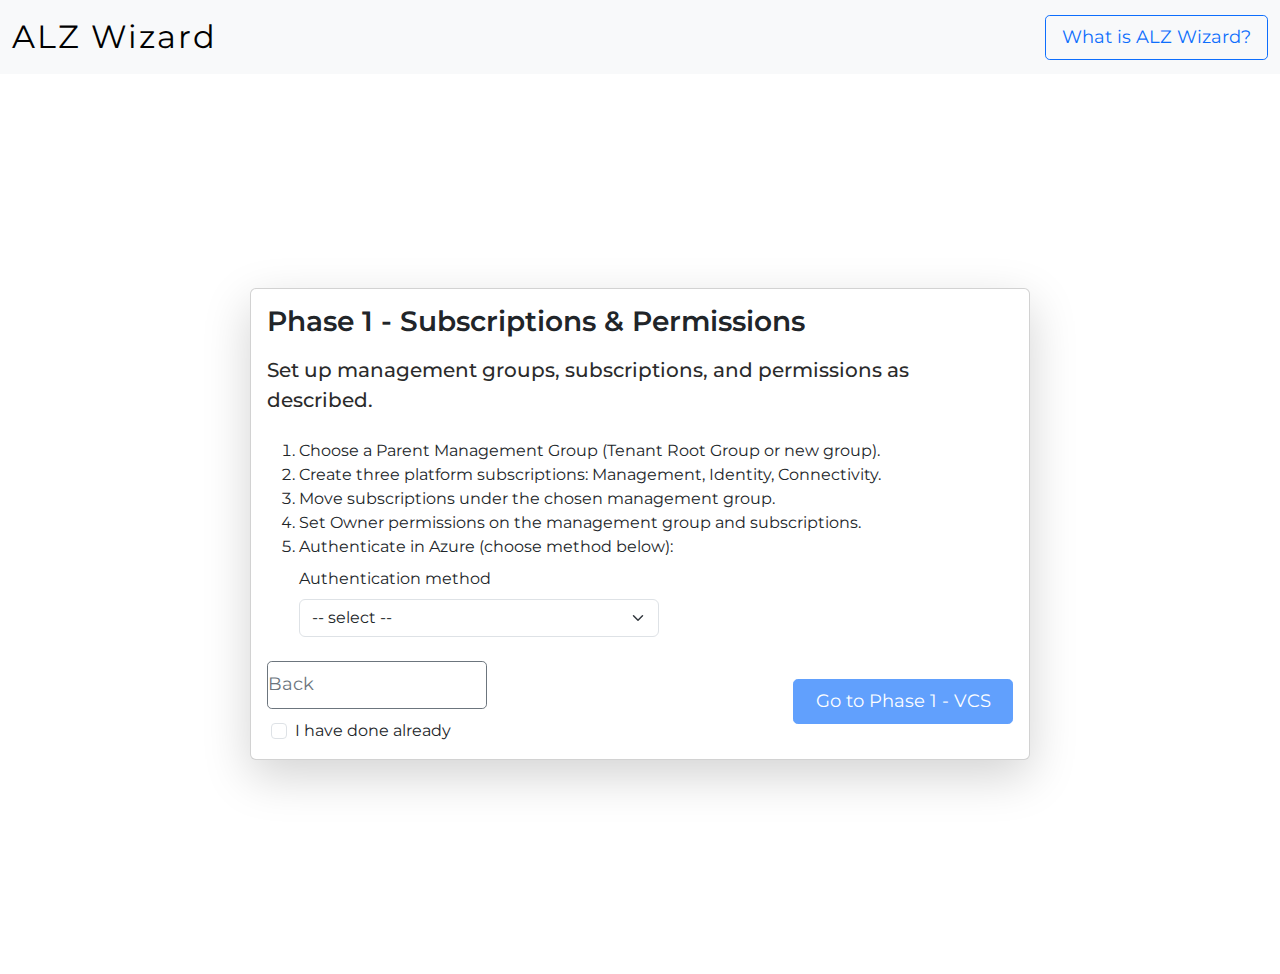 ALZ Wizard
What is ALZ Wizard?
Phase 1 - Subscriptions & Permissions
Set up management groups, subscriptions, and permissions as
described.
1. Choose a Parent Management Group (Tenant Root Group or new group).
2. Create three platform subscriptions: Management, Identity, Connectivity.
3. Move subscriptions under the chosen management group.
4. Set Owner permissions on the management group and subscriptions.
5. Authenticate in Azure (choose method below):
Authentication method
-- select --
Back
Go to Phase 1 - VCS
I have done already